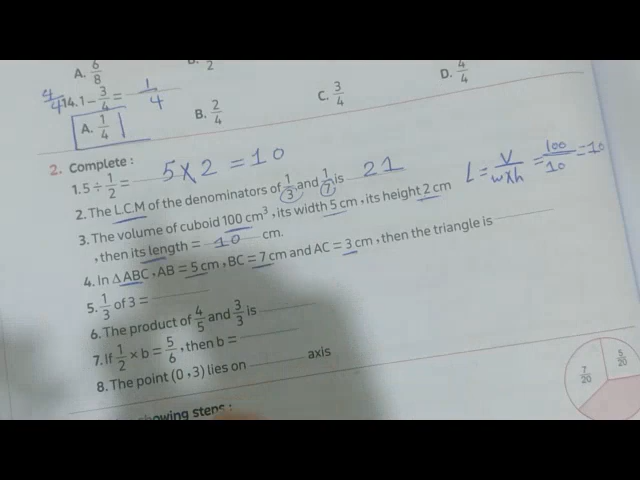 A. 6/8
2
D. 4/4
4/4 14. 1 - 3/4 = 1/4
A. 1/4
B. 2/4
C. 3/4
2. Complete :
1. 5 ÷ 1/2 = 5 × 2 = 10
2. The L.C.M of the denominators of 1/3 and 1/7 is 21
3. The volume of cuboid 100 cm³ , its width 5 cm , its height 2 cm
, then its length = 10 cm.
L = V/w×h = 100/10 = 10
4. In △ ABC , AB = 5 cm , BC = 7 cm and AC = 3 cm , then the triangle is
5. 1/3 of 3 =
6. The product of 4/5 and 3/3 is
7. If 1/2 × b = 5/6 , then b =
8. The point (0 , 3) lies on axis
7/20
5/20
showing steps :